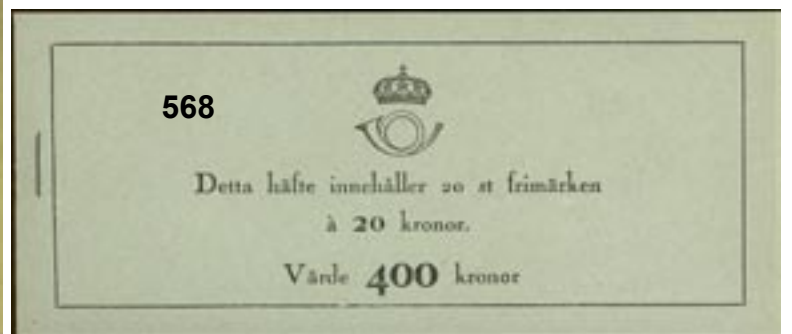 568
Detta häfte innehåller 20 st frimärken
à 20 kronor.
Värde 400 kronor